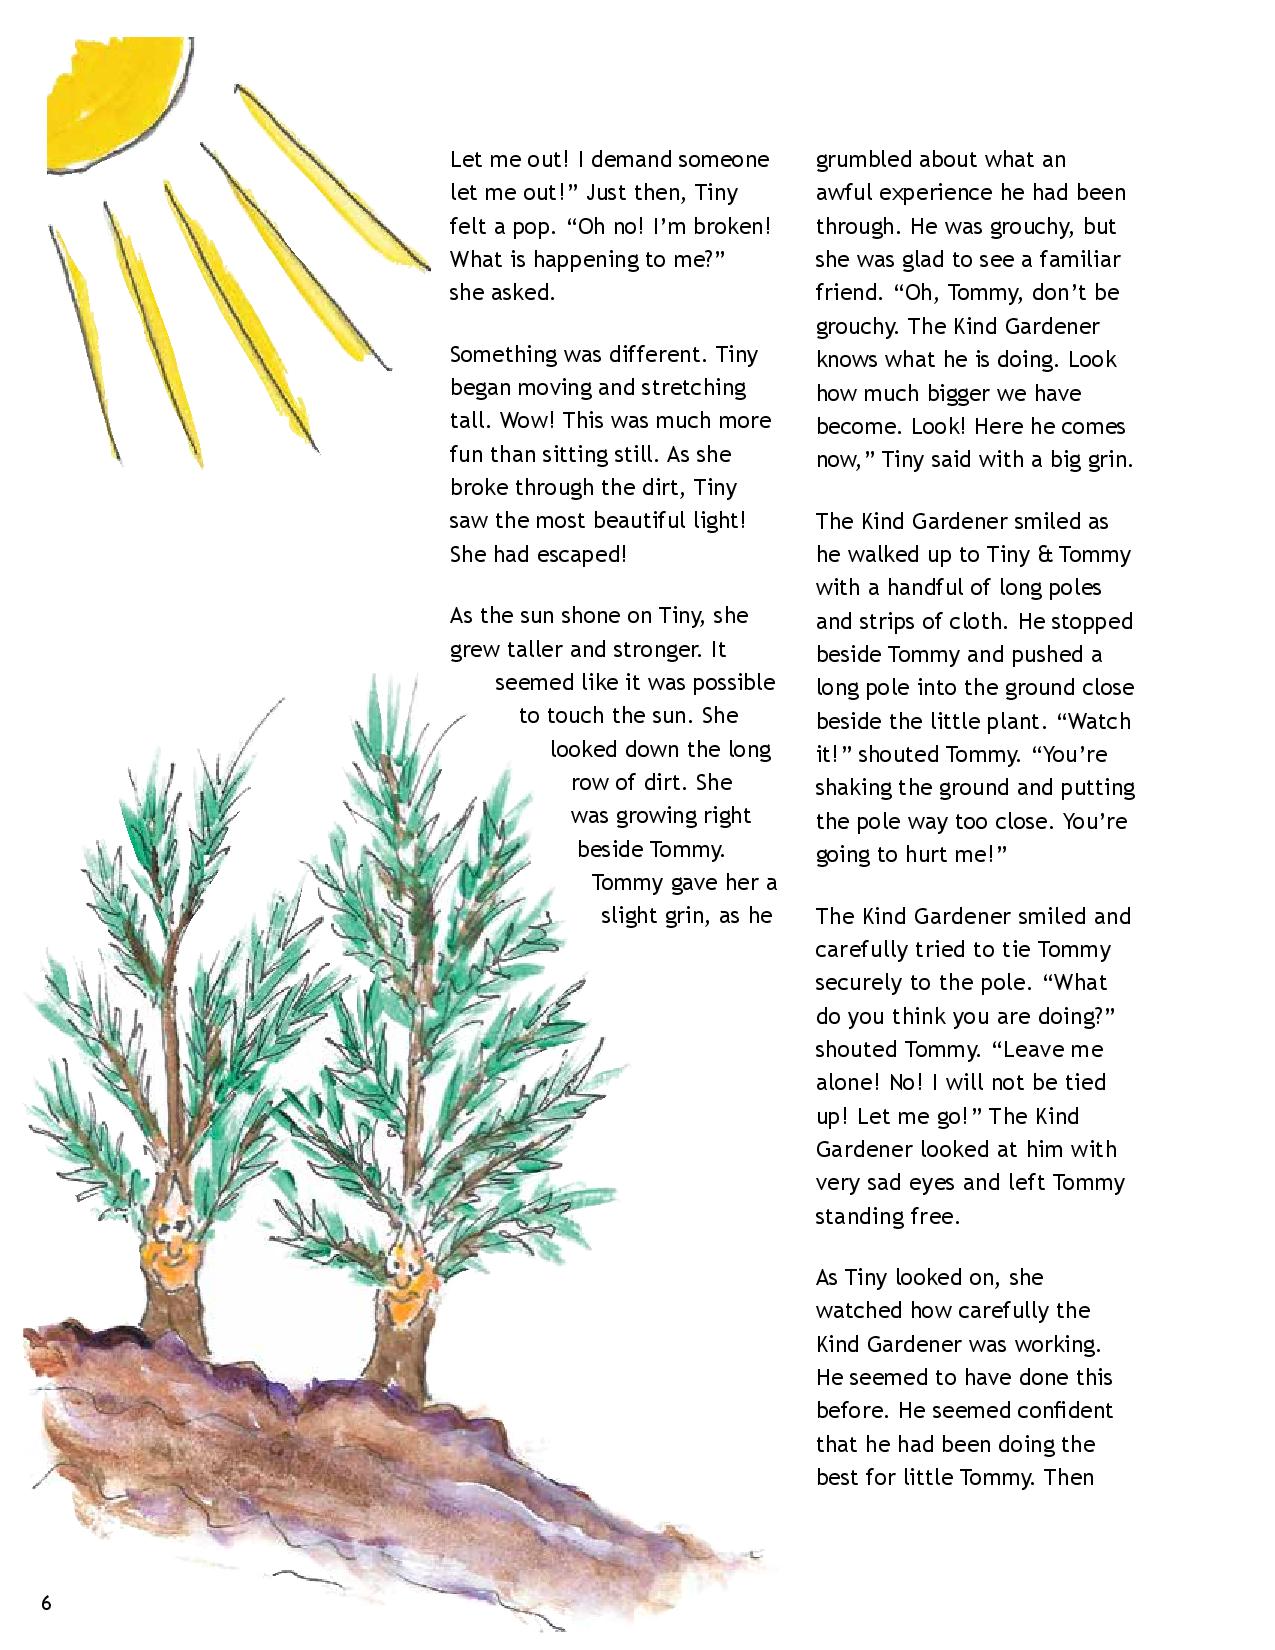 Let me out! I demand someone
let me out!” Just then, Tiny
felt a pop. “Oh no! I’m broken!
What is happening to me?”
she asked.
Something was different. Tiny
began moving and stretching
tall. Wow! This was much more
fun than sitting still. As she
broke through the dirt, Tiny
saw the most beautiful light!
She had escaped!
As the sun shone on Tiny, she
grew taller and stronger. It
seemed like it was possible
to touch the sun. She
looked down the long
row of dirt. She
was growing right
beside Tommy.
Tommy gave her a
slight grin, as he
grumbled about what an
awful experience he had been
through. He was grouchy, but
she was glad to see a familiar
friend. “Oh, Tommy, don’t be
grouchy. The Kind Gardener
knows what he is doing. Look
how much bigger we have
become. Look! Here he comes
now,” Tiny said with a big grin.
The Kind Gardener smiled as
he walked up to Tiny & Tommy
with a handful of long poles
and strips of cloth. He stopped
beside Tommy and pushed a
long pole into the ground close
beside the little plant. “Watch
it!” shouted Tommy. “You’re
shaking the ground and putting
the pole way too close. You’re
going to hurt me!”
The Kind Gardener smiled and
carefully tried to tie Tommy
securely to the pole. “What
do you think you are doing?”
shouted Tommy. “Leave me
alone! No! I will not be tied
up! Let me go!” The Kind
Gardener looked at him with
very sad eyes and left Tommy
standing free.
As Tiny looked on, she
watched how carefully the
Kind Gardener was working.
He seemed to have done this
before. He seemed confident
that he had been doing the
best for little Tommy. Then
6